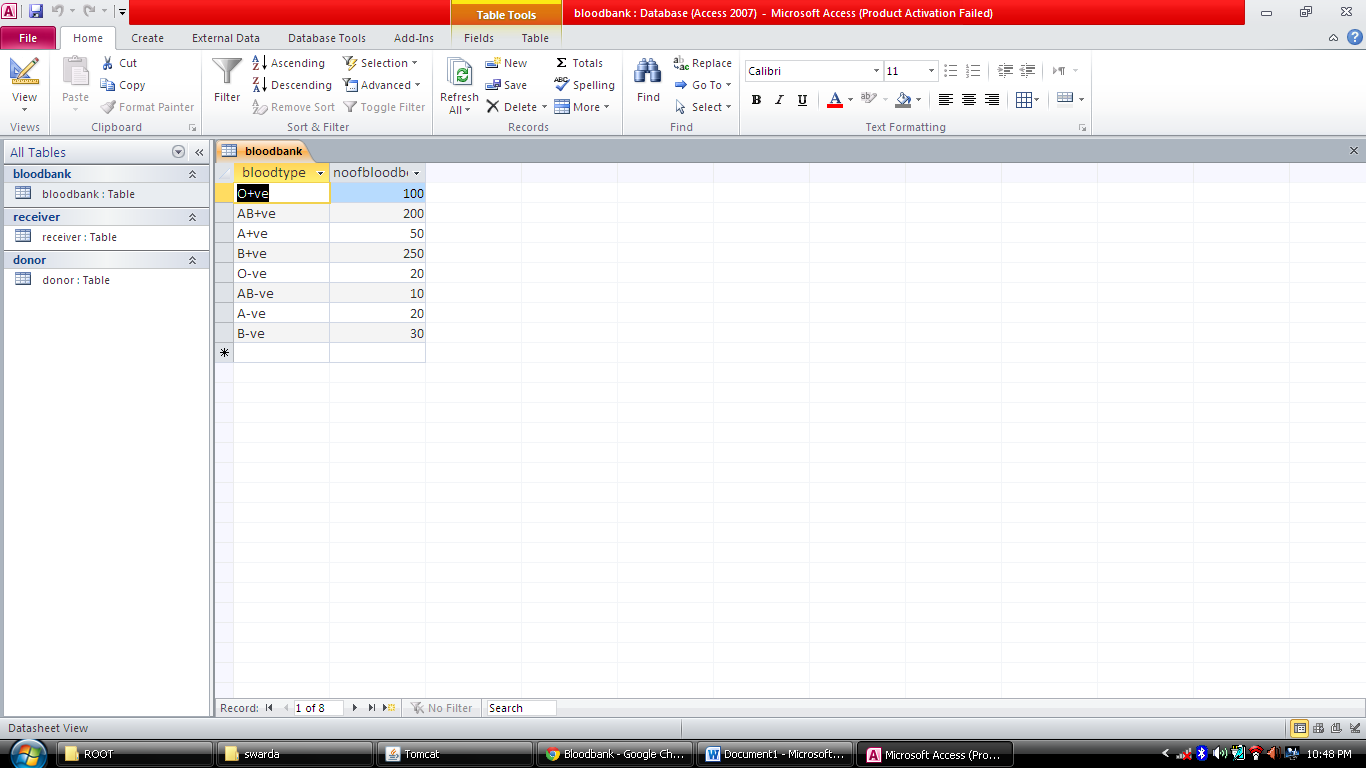 Table Tools
bloodbank : Database (Access 2007) - Microsoft Access (Product Activation Failed)
File Home Create External Data Database Tools Add-Ins Fields Table
View
Views
Paste
Cut
Copy
Format Painter
Clipboard
Filter
Ascending
Descending
Remove Sort
Selection
Advanced
Toggle Filter
Sort & Filter
Refresh
All
New
Save
Delete
Totals
Spelling
More
Records
Find
Replace
Go To
Select
Find
Calibri 11
B I U A ab
Text Formatting
All Tables
bloodbank
bloodbank : Table
receiver
receiver : Table
donor
donor : Table
bloodbank
bloodtype noofbloodb
O+ve 100
AB+ve 200
A+ve 50
B+ve 250
O-ve 20
AB-ve 10
A-ve 20
B-ve 30
Record: 1 of 8 No Filter Search
Datasheet View
ROOT swarda Tomcat Bloodbank - Google Ch... Document1 - Microsoft... Microsoft Access (Pro... 10:48 PM